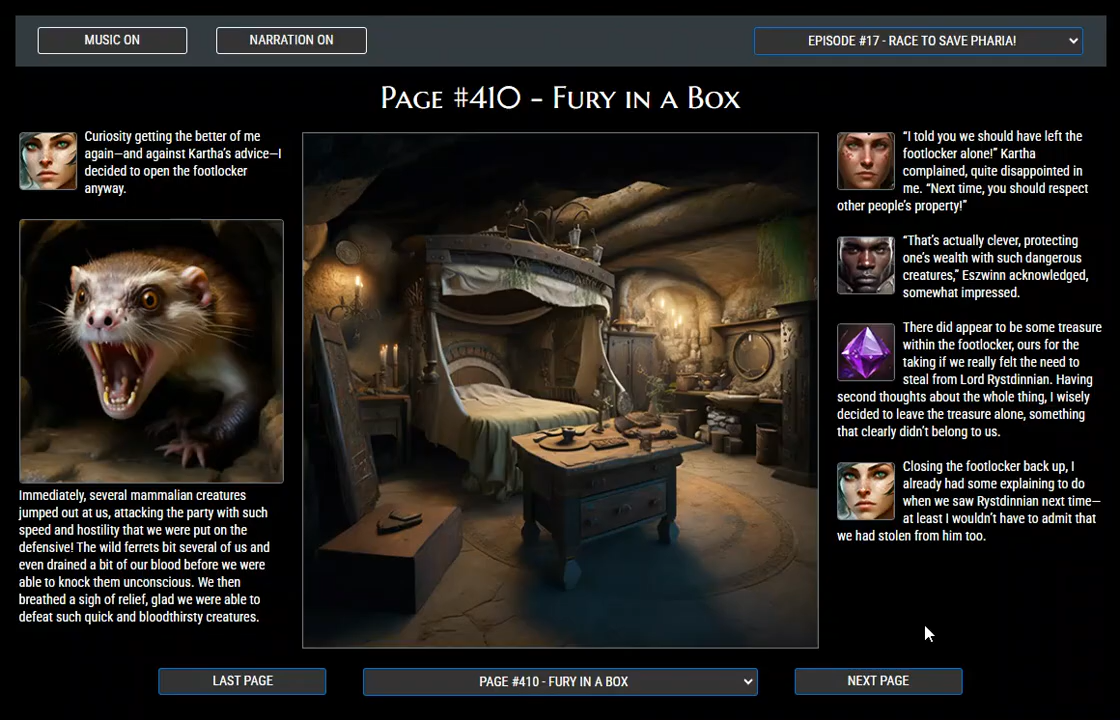 MUSIC ON
NARRATION ON
EPISODE #17 - RACE TO SAVE PHARIA!
Page #410 - Fury in a Box
Curiosity getting the better of me
again—and against Kartha's advice—I
decided to open the footlocker
anyway.
Immediately, several mammalian creatures
jumped out at us, attacking the party with such
speed and hostility that we were put on the
defensive! The wild ferrets bit several of us and
even drained a bit of our blood before we were
able to knock them unconscious. We then
breathed a sigh of relief, glad we were able to
defeat such quick and bloodthirsty creatures.
“I told you we should have left the
footlocker alone!” Kartha
complained, quite disappointed in
me. “Next time, you should respect
other people's property!”
“That's actually clever, protecting
one's wealth with such dangerous
creatures,” Eszwinn acknowledged,
somewhat impressed.
There did appear to be some treasure
within the footlocker, ours for the
taking if we really felt the need to
steal from Lord Rystdinnian. Having
second thoughts about the whole thing, I wisely
decided to leave the treasure alone, something
that clearly didn't belong to us.
Closing the footlocker back up, I
already had some explaining to do
when we saw Rystdinnian next time—
at least I wouldn't have to admit that
we had stolen from him too.
LAST PAGE
PAGE #410 - FURY IN A BOX
NEXT PAGE